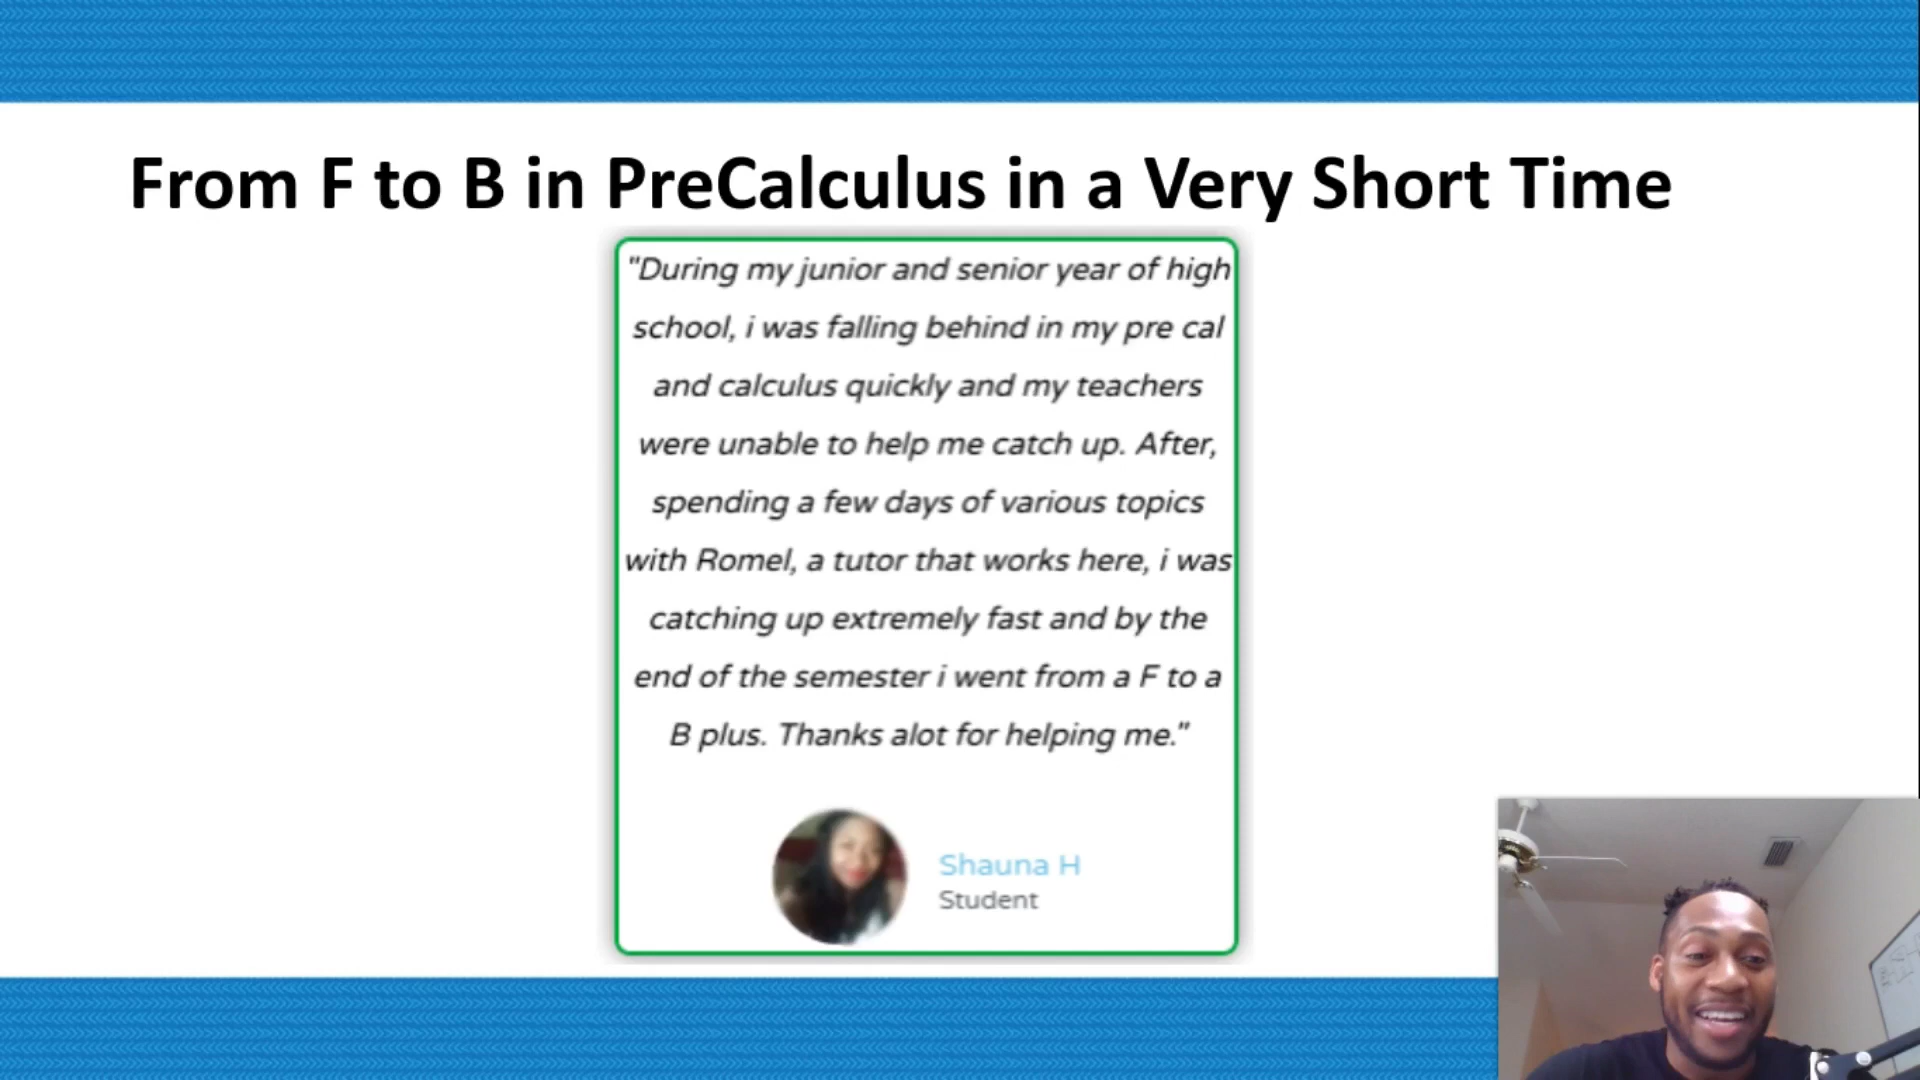 From F to B in PreCalculus in a Very Short Time
"During my junior and senior year of high
school, i was falling behind in my pre cal
and calculus quickly and my teachers
were unable to help me catch up. After,
spending a few days of various topics
with Romel, a tutor that works here, i was
catching up extremely fast and by the
end of the semester i went from a F to a
B plus. Thanks alot for helping me."
Shauna H
Student